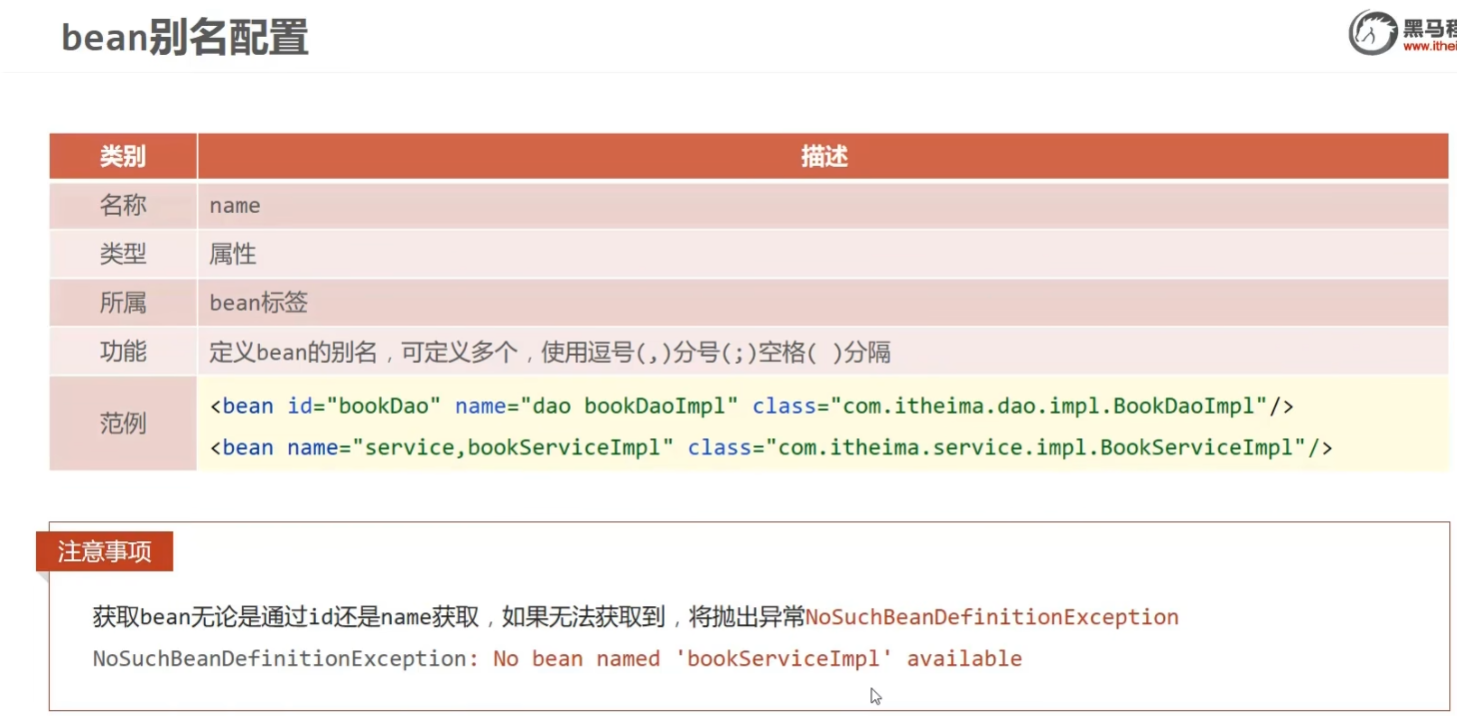 bean别名配置
黑马程
www.ithei
类别 描述
名称 name
类型 属性
所属 bean标签
功能 定义bean的别名，可定义多个，使用逗号(,)分号(;)空格( )分隔
范例
<bean id="bookDao" name="dao bookDaoImpl" class="com.itheima.dao.impl.BookDaoImpl"/>
<bean name="service,bookServiceImpl" class="com.itheima.service.impl.BookServiceImpl"/>
注意事项
获取bean无论是通过id还是name获取，如果无法获取到，将抛出异常NoSuchBeanDefinitionException
NoSuchBeanDefinitionException: No bean named 'bookServiceImpl' available